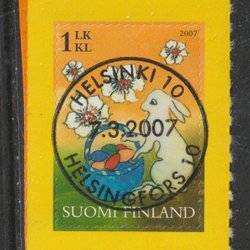 1 LK
KL
2007
HELSINKI 10
7.3.2007
HELSINGFORS 10
SUOMI FINLAND